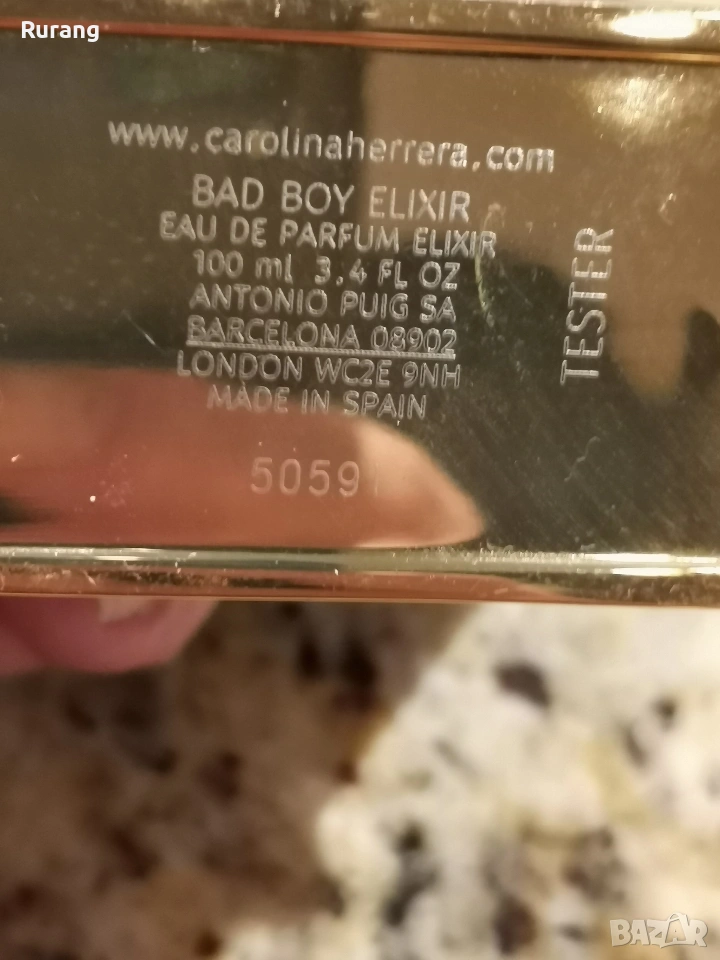 Rurang
www.carolinaherrera.com
BAD BOY ELIXIR
EAU DE PARFUM ELIXIR
100 ml 3.4 FL OZ
ANTONIO PUIG SA
BARCELONA 08902
LONDON WC2E 9NH
MADE IN SPAIN
TESTER
5059
BAZAR